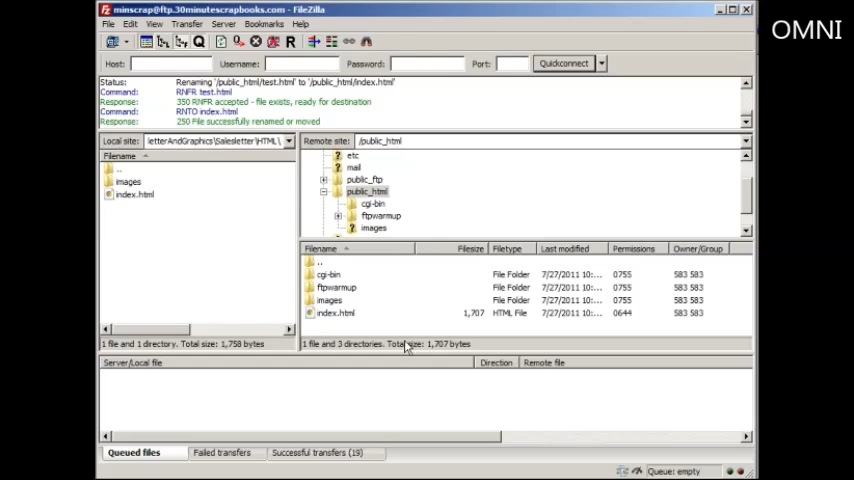 minscrap@ftp.30minutescrapbooks.com - FileZilla
OMNI
File Edit View Transfer Server Bookmarks Help
Host: Username: Password: Port: Quickconnect
Status: Renaming '/public_html/test.html' to '/public_html/index.html'
Command: RNFR test.html
Response: 350 RNFR accepted - file exists, ready for destination
Command: RNTO index.html
Response: 250 File successfully renamed or moved
Local site: letterAndGraphics\Salesletter\HTML\
Remote site: /public_html
Filename
..
images
index.html
etc
mail
public_ftp
public_html
cgi-bin
ftpwarmup
images
Filename Filesize Filetype Last modified Permissions Owner/Group
..
cgi-bin File Folder 7/27/2011 10:... 0755 583 583
ftpwarmup File Folder 7/27/2011 10:... 0755 583 583
images File Folder 7/27/2011 10:... 0755 583 583
index.html 1,707 HTML File 7/27/2011 10:... 0644 583 583
1 file and 1 directory. Total size: 1,758 bytes
1 file and 3 directories. Total size: 1,707 bytes
Server/Local file Direction Remote file
Queued files Failed transfers Successful transfers (19)
Queue: empty